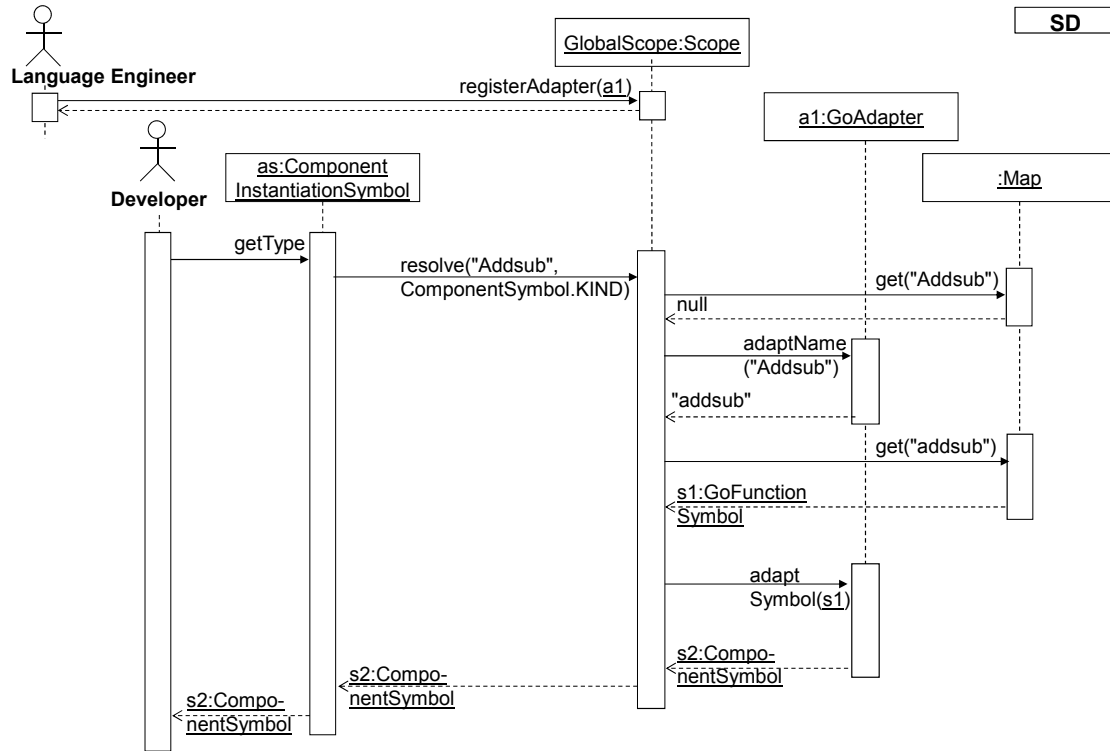 SD
GlobalScope:Scope
Language Engineer
registerAdapter(a1)
a1:GoAdapter
as:Component
InstantiationSymbol
:Map
Developer
getType
resolve("Addsub",
ComponentSymbol.KIND)
get("Addsub")
null
adaptName
("Addsub")
"addsub"
get("addsub")
s1:GoFunction
Symbol
adapt
Symbol(s1)
s2:Compo-
nentSymbol
s2:Compo-
nentSymbol
s2:Compo-
nentSymbol